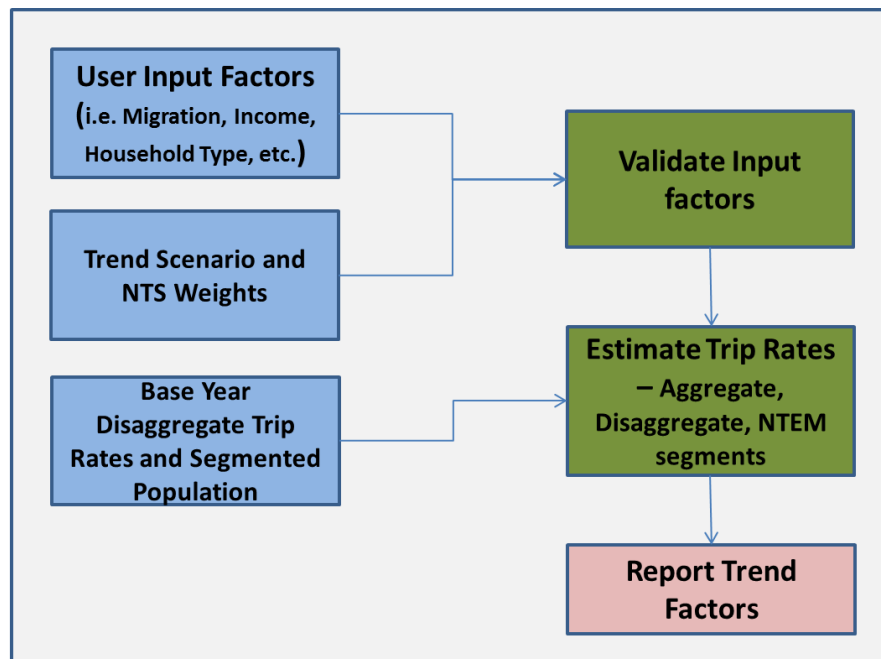 User Input Factors
(i.e. Migration, Income,
Household Type, etc.)
Trend Scenario and
NTS Weights
Base Year
Disaggregate Trip
Rates and Segmented
Population
Validate Input
factors
Estimate Trip Rates
– Aggregate,
Disaggregate, NTEM
segments
Report Trend
Factors